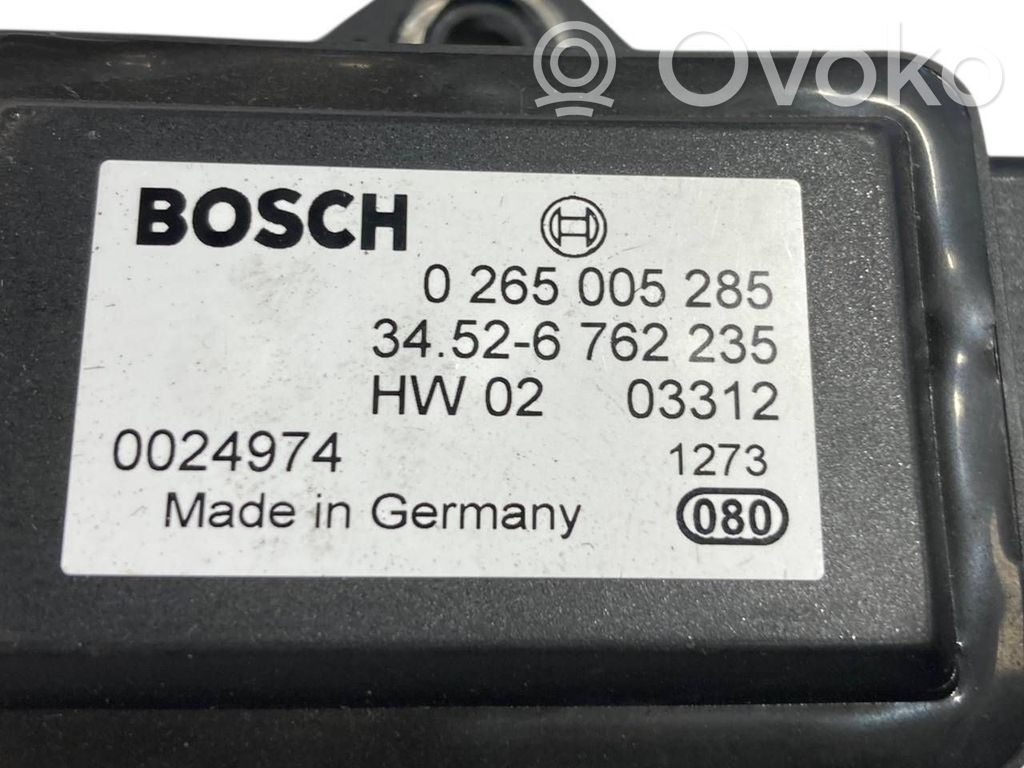 Ovoko
BOSCH
0 265 005 285
34.52-6 762 235
HW 02 03312
0024974 1273
Made in Germany 080